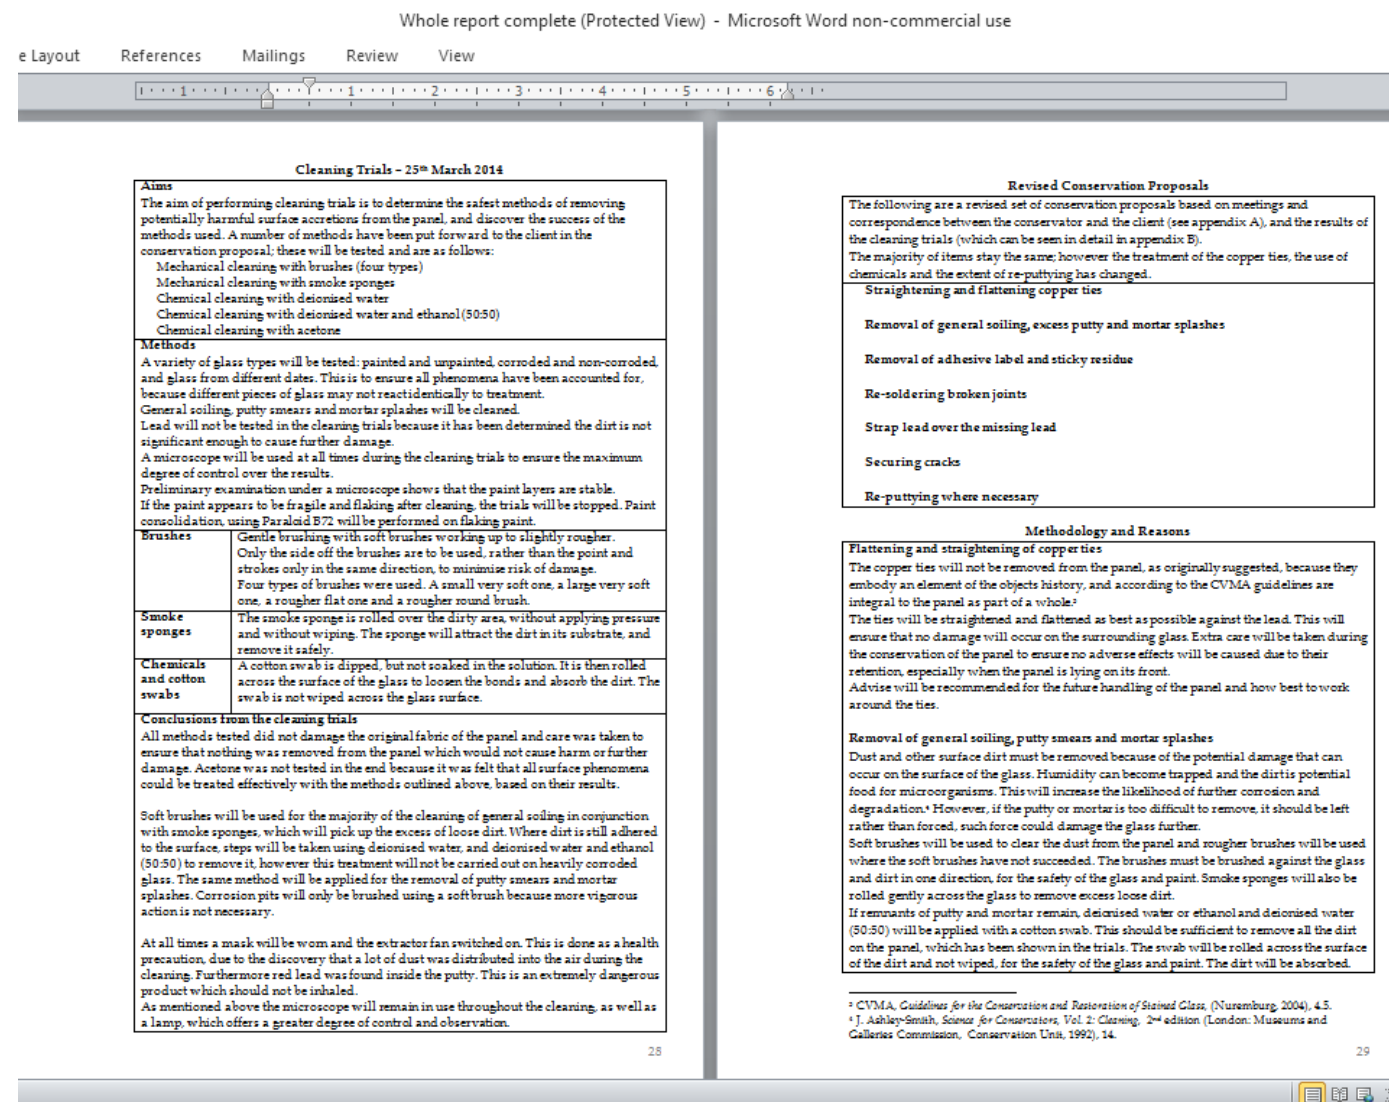 Whole report complete (Protected View) - Microsoft Word non-commercial use
e Layout References Mailings Review View
1 1 2 3 4 5 6
Cleaning Trials – 25th March 2014
Aims
The aim of performing cleaning trials is to determine the safest methods of removing
potentially harmful surface accretions from the panel, and discover the success of the
methods used. A number of methods have been put forward to the client in the
conservation proposal; these will be tested and are as follows:
Mechanical cleaning with brushes (four types)
Mechanical cleaning with smoke sponges
Chemical cleaning with deionised water
Chemical cleaning with deionised water and ethanol (50:50)
Chemical cleaning with acetone
Methods
A variety of glass types will be tested: painted and unpainted, corroded and non-corroded,
and glass from different dates. This is to ensure all phenomena have been accounted for,
because different pieces of glass may not react identically to treatment.
General soiling, putty smears and mortar splashes will be cleaned.
Lead will not be tested in the cleaning trials because it has been determined the dirt is not
significant enough to cause further damage.
A microscope will be used at all times during the cleaning trials to ensure the maximum
degree of control over the results.
Preliminary examination under a microscope shows that the paint layers are stable.
If the paint appears to be fragile and flaking after cleaning, the trials will be stopped. Paint
consolidation, using Paraloid B72 will be performed on flaking paint.
Brushes
Gentle brushing with soft brushes working up to slightly rougher.
Only the side off the brushes are to be used, rather than the point and
strokes only in the same direction, to minimise risk of damage.
Four types of brushes were used. A small very soft one, a large very soft
one, a rougher flat one and a rougher round brush.
Smoke
sponges
The smoke sponge is rolled over the dirty area, without applying pressure
and without wiping. The sponge will attract the dirt in its substrate, and
remove it safely.
Chemicals
and cotton
swabs
A cotton swab is dipped, but not soaked in the solution. It is then rolled
across the surface of the glass to loosen the bonds and absorb the dirt. The
swab is not wiped across the glass surface.
Conclusions from the cleaning trials
All methods tested did not damage the original fabric of the panel and care was taken to
ensure that nothing was removed from the panel which would not cause harm or further
damage. Acetone was not tested in the end because it was felt that all surface phenomena
could be treated effectively with the methods outlined above, based on their results.
Soft brushes will be used for the majority of the cleaning of general soiling in conjunction
with smoke sponges, which will pick up the excess of loose dirt. Where dirt is still adhered
to the surface, steps will be taken using deionised water, and deionised water and ethanol
(50:50) to remove it, however this treatment will not be carried out on heavily corroded
glass. The same method will be applied for the removal of putty smears and mortar
splashes. Corrosion pits will only be brushed using a soft brush because more vigorous
action is not necessary.
At all times a mask will be worn and the extractor fan switched on. This is done as a health
precaution, due to the discovery that a lot of dust was distributed into the air during the
cleaning. Furthermore red lead was found inside the putty. This is an extremely dangerous
product which should not be inhaled.
As mentioned above the microscope will remain in use throughout the cleaning, as well as
a lamp, which offers a greater degree of control and observation.
28
Revised Conservation Proposals
The following are a revised set of conservation proposals based on meetings and
correspondence between the conservator and the client (see appendix A), and the results of
the cleaning trials (which can be seen in detail in appendix B).
The majority of items stay the same; however the treatment of the copper ties, the use of
chemicals and the extent of re-puttying has changed.
Straightening and flattening copper ties
Removal of general soiling, excess putty and mortar splashes
Removal of adhesive label and sticky residue
Re-soldering broken joints
Strap lead over the missing lead
Securing cracks
Re-puttying where necessary
Methodology and Reasons
Flattening and straightening of copper ties
The copper ties will not be removed from the panel, as originally suggested, because they
embody an element of the objects history, and according to the CVMA guidelines are
integral to the panel as part of a whole.³
The ties will be straightened and flattened as best as possible against the lead. This will
ensure that no damage will occur on the surrounding glass. Extra care will be taken during
the conservation of the panel to ensure no adverse effects will be caused due to their
retention, especially when the panel is lying on its front.
Advise will be recommended for the future handling of the panel and how best to work
around the ties.
Removal of general soiling, putty smears and mortar splashes
Dust and other surface dirt must be removed because of the potential damage that can
occur on the surface of the glass. Humidity can become trapped and the dirt is potential
food for microorganisms. This will increase the likelihood of further corrosion and
degradation.⁴ However, if the putty or mortar is too difficult to remove, it should be left
rather than forced, such force could damage the glass further.
Soft brushes will be used to clear the dust from the panel and rougher brushes will be used
where the soft brushes have not succeeded. The brushes must be brushed against the glass
and dirt in one direction, for the safety of the glass and paint. Smoke sponges will also be
rolled gently across the glass to remove excess loose dirt.
If remnants of putty and mortar remain, deionised water or ethanol and deionised water
(50:50) will be applied with a cotton swab. This should be sufficient to remove all the dirt
on the panel, which has been shown in the trials. The swab will be rolled across the surface
of the dirt and not wiped, for the safety of the glass and paint. The dirt will be absorbed.
³ CVMA, Guidelines for the Conservation and Restoration of Stained Glass, (Nuremburg, 2004), 4.5.
⁴ J. Ashley-Smith, Science for Conservators, Vol. 2: Cleaning, 2nd edition (London: Museums and
Galleries Commission, Conservation Unit, 1992), 14.
29